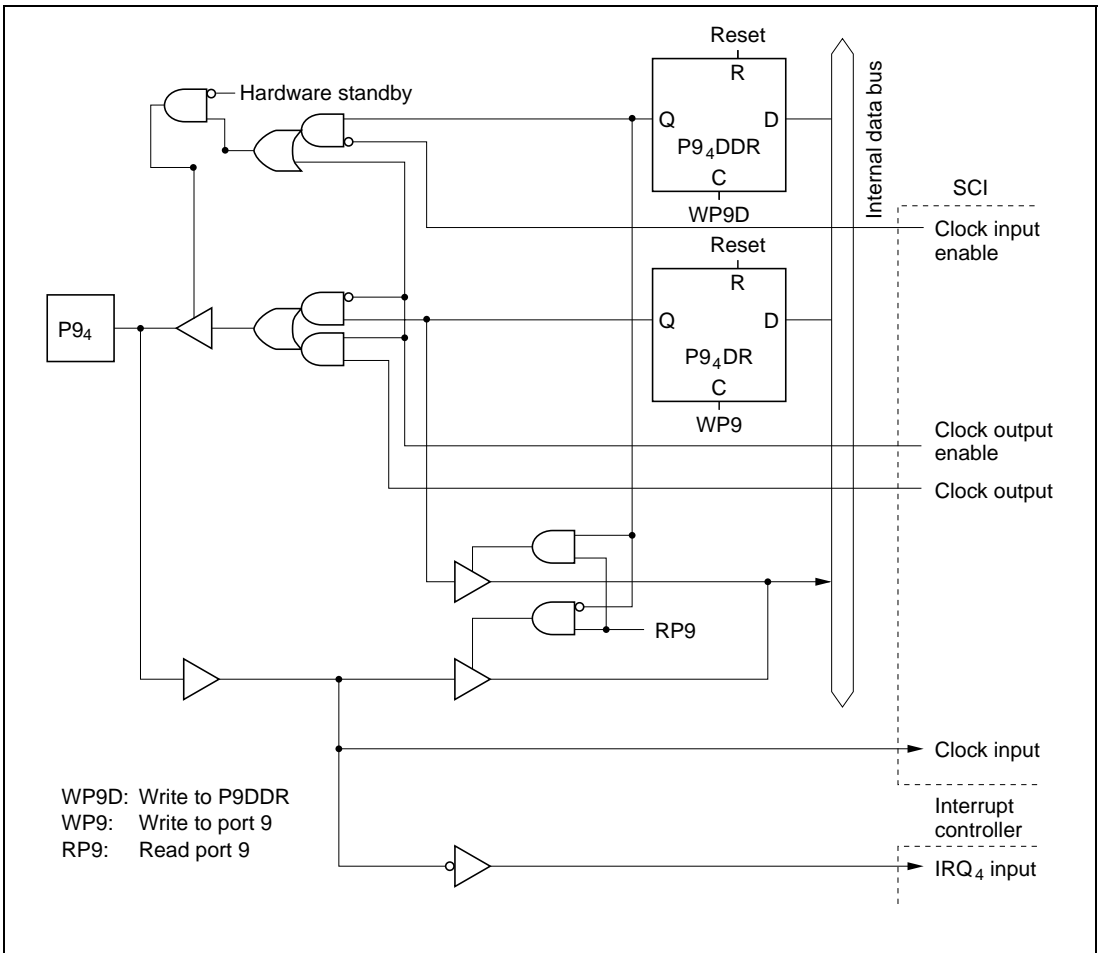 Reset
R
Hardware standby
Q
D
P9₄DDR
C
WP9D
Internal data bus
SCI
Clock input
enable
Reset
R
P9₄
Q
D
P9₄DR
C
WP9
Clock output
enable
Clock output
RP9
Clock input
WP9D: Write to P9DDR
WP9: Write to port 9
RP9: Read port 9
Interrupt
controller
IRQ₄ input